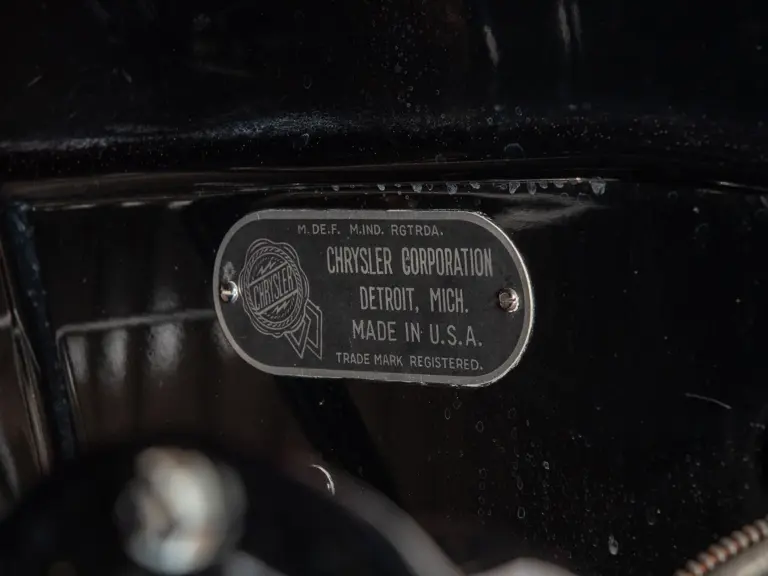 M.DE.F. M.IND. RGTRDA.
CHRYSLER CORPORATION
CHRYSLER
DETROIT, MICH.
MADE IN U.S.A.
TRADE MARK REGISTERED.